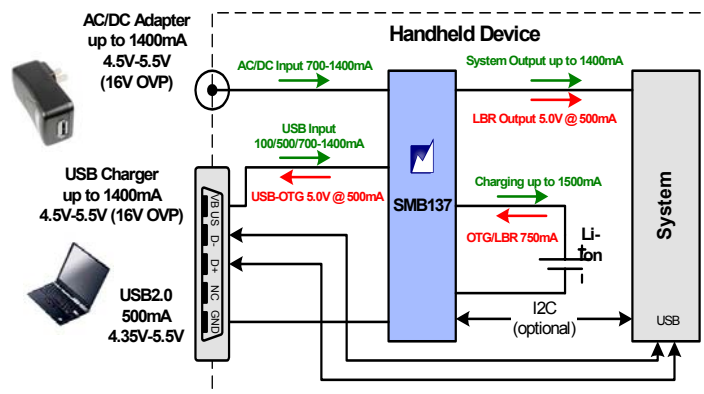 AC/DC Adapter
up to 1400mA
4.5V-5.5V
(16V OVP)
Handheld Device
AC/DC Input 700-1400mA
System Output up to 1400mA
LBR Output 5.0V @ 500mA
USB Input
100/500/700-1400mA
USB-OTG 5.0V @ 500mA
USB Charger
up to 1400mA
4.5V-5.5V (16V OVP)
SMB137
Charging up to 1500mA
OTG/LBR 750mA
Li-
Ion
+
System
VBUS
D-
D+
NC
GND
USB2.0
500mA
4.35V-5.5V
I2C
(optional)
USB